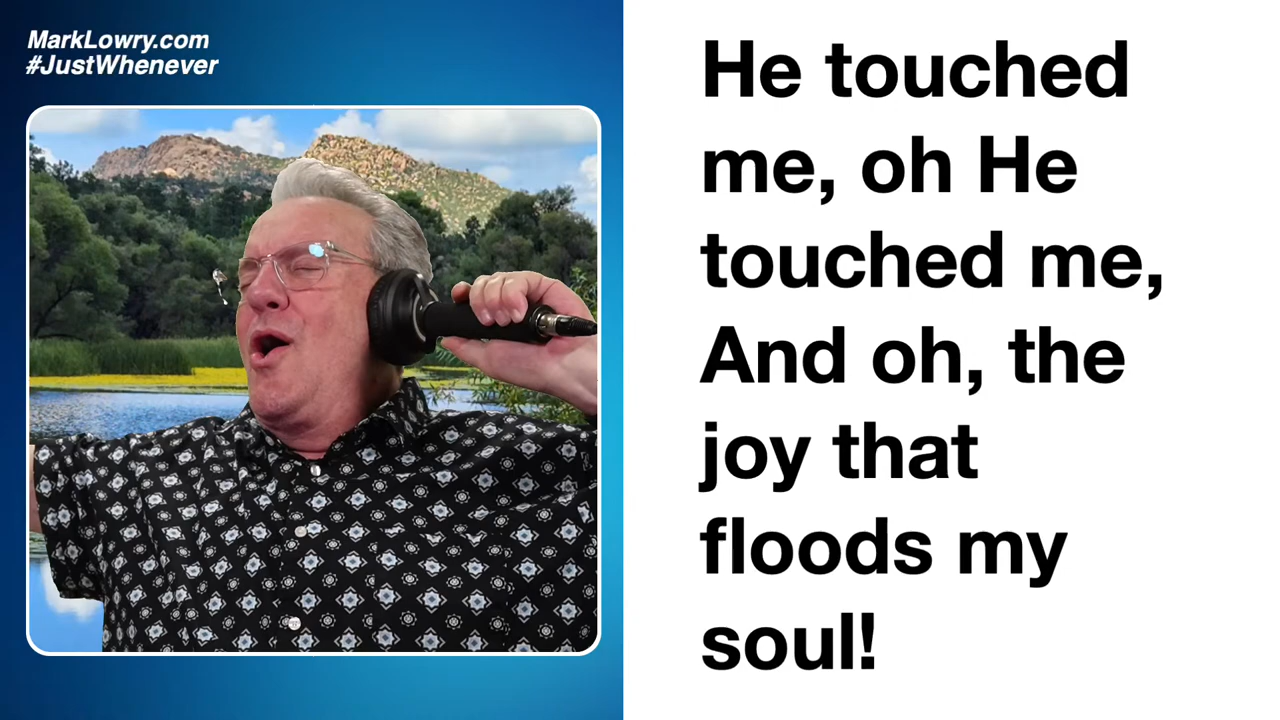 MarkLowry.com
#JustWhenever
He touched
me, oh He
touched me,
And oh, the
joy that
floods my
soul!